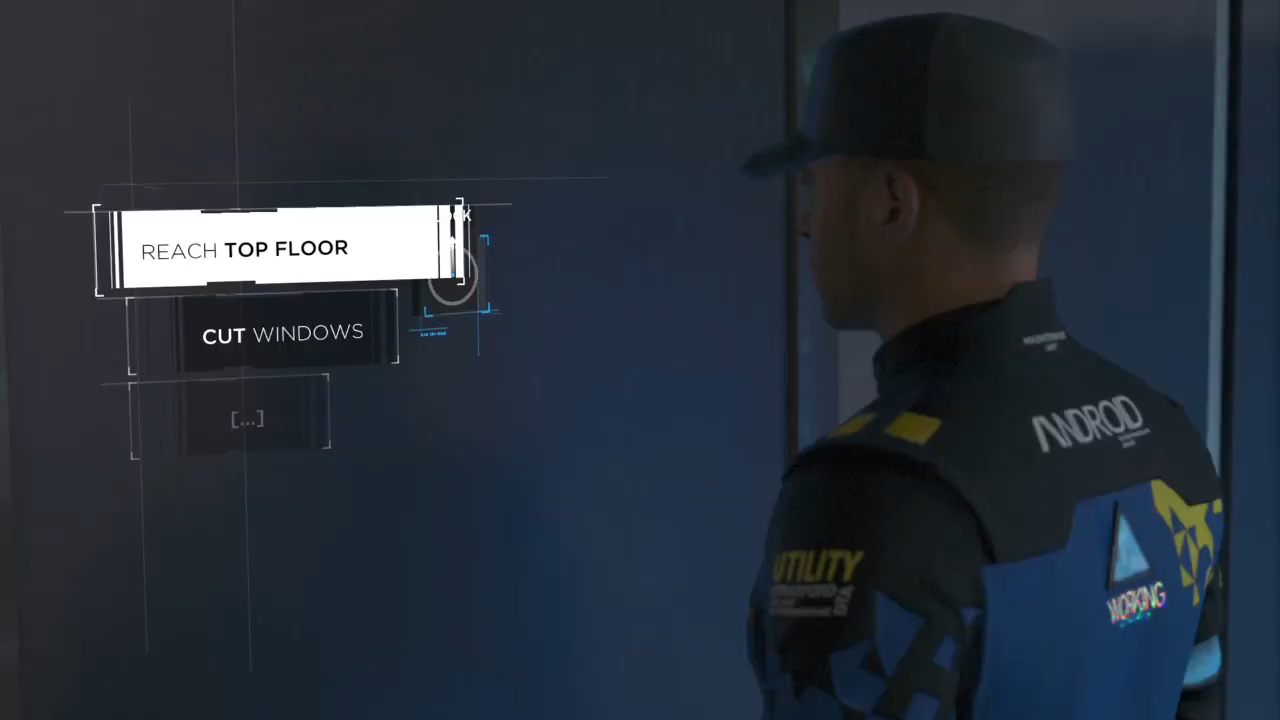 REACH TOP FLOOR
CUT WINDOWS
[...]
ANDROID
UTILITY
WORKING